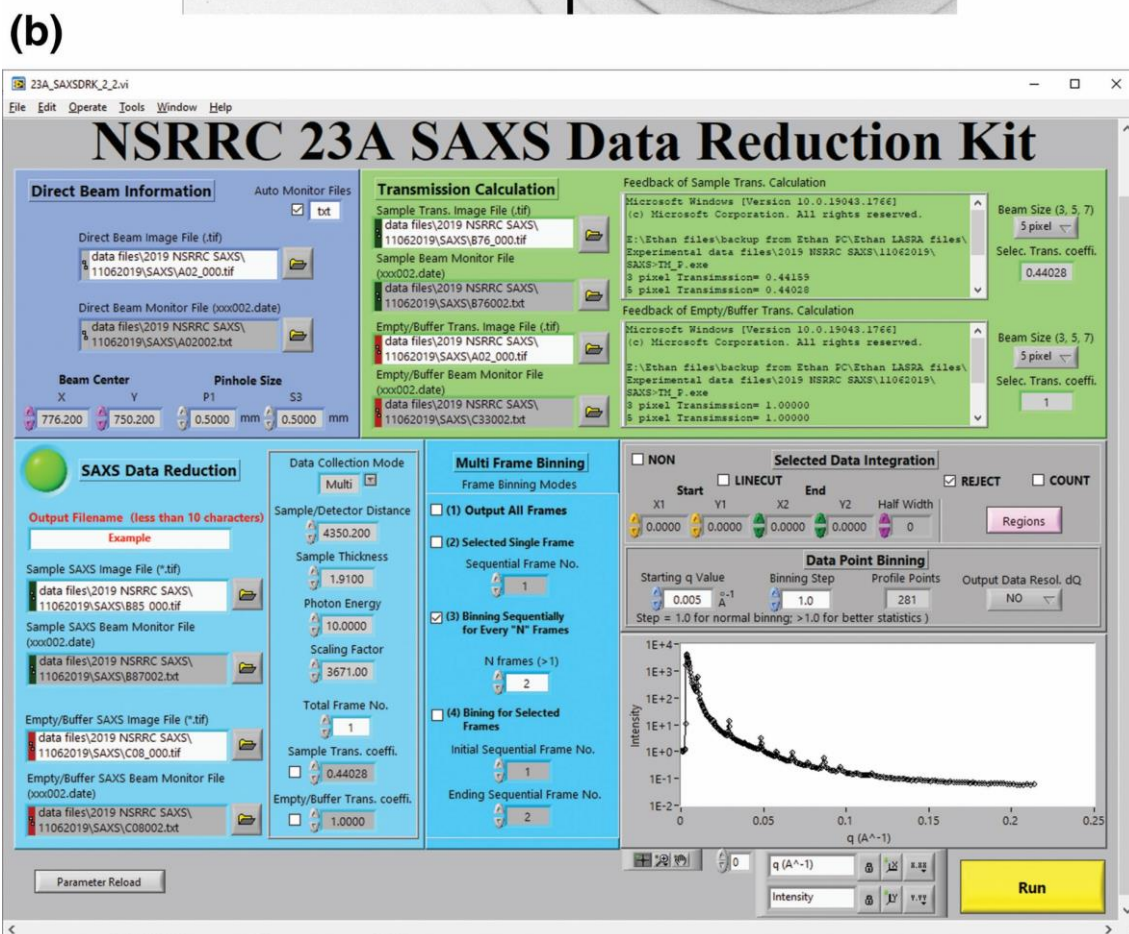 (b)
23A_SAXSDRK_2_2.vi
File Edit Operate Tools Window Help
NSRRC 23A SAXS Data Reduction Kit
Direct Beam Information
Auto Monitor Files
txt
Direct Beam Image File (.tif)
data files\2019 NSRRC SAXS\
11062019\SAXS\A02_000.tif
Direct Beam Monitor File (xxx002.date)
data files\2019 NSRRC SAXS\
11062019\SAXS\A02002.txt
Beam Center Pinhole Size
X Y P1 S3
776.200 750.200 0.5000 mm 0.5000 mm
Transmission Calculation
Sample Trans. Image File (.tif)
data files\2019 NSRRC SAXS\
11062019\SAXS\B76_000.tif
Sample Beam Monitor File
(xxx002.date)
data files\2019 NSRRC SAXS\
11062019\SAXS\B76002.txt
Empty/Buffer Trans. Image File (.tif)
data files\2019 NSRRC SAXS\
11062019\SAXS\A02_000.tif
Empty/Buffer Beam Monitor File
(xxx002.date)
data files\2019 NSRRC SAXS\
11062019\SAXS\C33002.txt
Feedback of Sample Trans. Calculation
Microsoft Windows [Version 10.0.19043.1766]
(c) Microsoft Corporation. All rights reserved.
E:\Ethan files\backup from Ethan PC\Ethan LASRA files\
Experimental data files\2019 NSRRC SAXS\11062019\
SAXS>TM_P.exe
3 pixel Transimssion= 0.44159
5 pixel Transimssion= 0.44028
Beam Size (3, 5, 7)
5 pixel
Selec. Trans. coeffi.
0.44028
Feedback of Empty/Buffer Trans. Calculation
Microsoft Windows [Version 10.0.19043.1766]
(c) Microsoft Corporation. All rights reserved.
E:\Ethan files\backup from Ethan PC\Ethan LASRA files\
Experimental data files\2019 NSRRC SAXS\11062019\
SAXS>TM_P.exe
3 pixel Transimssion= 1.00000
5 pixel Transimssion= 1.00000
Beam Size (3, 5, 7)
5 pixel
Selec. Trans. coeffi.
1
SAXS Data Reduction
Output Filename (less than 10 characters)
Example
Sample SAXS Image File (*.tif)
data files\2019 NSRRC SAXS\
11062019\SAXS\B85_000.tif
Sample SAXS Beam Monitor File
(xxx002.date)
data files\2019 NSRRC SAXS\
11062019\SAXS\B87002.txt
Empty/Buffer SAXS Image File (*.tif)
data files\2019 NSRRC SAXS\
11062019\SAXS\C08_000.tif
Empty/Buffer SAXS Beam Monitor File
(xxx002.date)
data files\2019 NSRRC SAXS\
11062019\SAXS\C08002.txt
Data Collection Mode
Multi
Sample/Detector Distance
4350.200
Sample Thickness
1.9100
Photon Energy
10.0000
Scaling Factor
3671.00
Total Frame No.
1
Sample Trans. coeffi.
0.44028
Empty/Buffer Trans. coeffi.
1.0000
Multi Frame Binning
Frame Binning Modes
(1) Output All Frames
(2) Selected Single Frame
Sequential Frame No.
1
(3) Binning Sequentially
for Every "N" Frames
N frames (>1)
2
(4) Bining for Selected
Frames
Initial Sequential Frame No.
1
Ending Sequential Frame No.
2
NON Selected Data Integration
LINECUT REJECT COUNT
Start End
X1 Y1 X2 Y2 Half Width
0.0000 0.0000 0.0000 0.0000 0
Regions
Data Point Binning
Starting q Value Binning Step Profile Points Output Data Resol. dQ
0.005 Å-1 1.0 281 NO
Step = 1.0 for normal binnng; >1.0 for better statistics )
1E+4
1E+3
1E+2
1E+1
1E+0
1E-1
1E-2
Intensity
0 0.05 0.1 0.15 0.2 0.25
q (A^-1)
0
q (A^-1) X.XX
Intensity Y.YY
Parameter Reload
Run